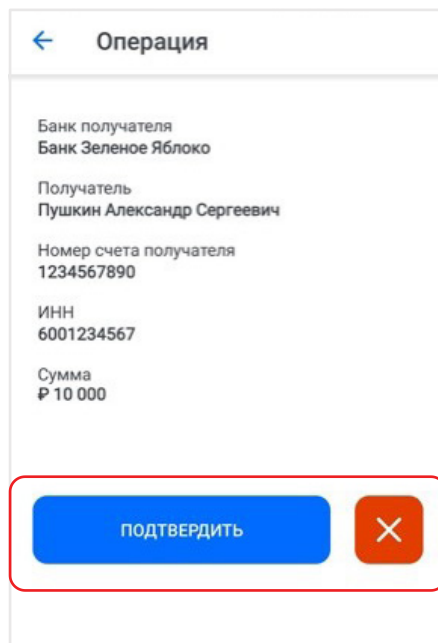 Операция
Банк получателя
Банк Зеленое Яблоко
Получатель
Пушкин Александр Сергеевич
Номер счета получателя
1234567890
ИНН
6001234567
Сумма
₽ 10 000
ПОДТВЕРДИТЬ